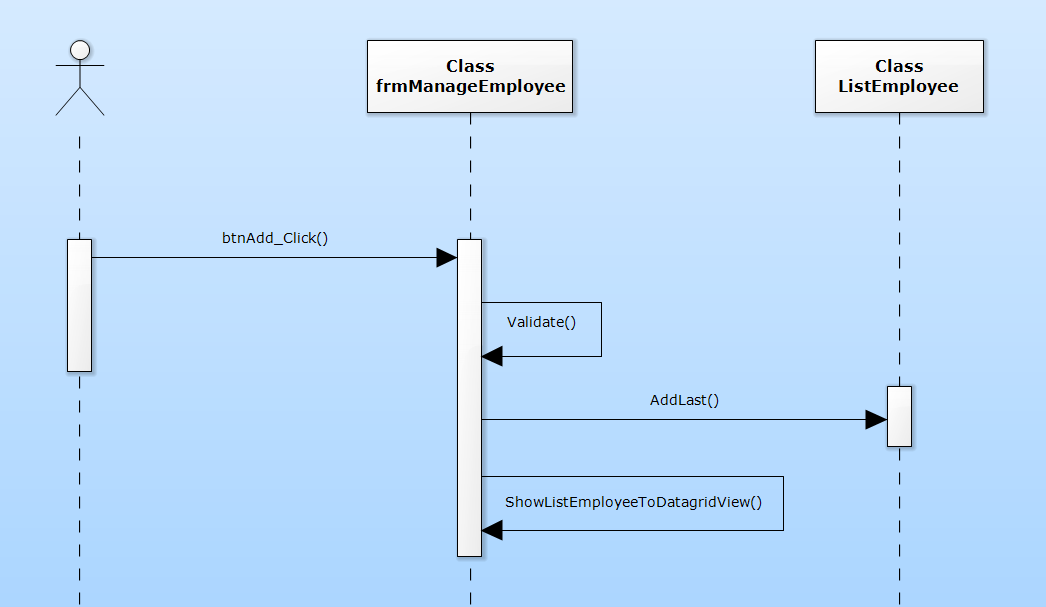 Class
frmManageEmployee
Class
ListEmployee
btnAdd_Click()
Validate()
AddLast()
ShowListEmployeeToDatagridView()